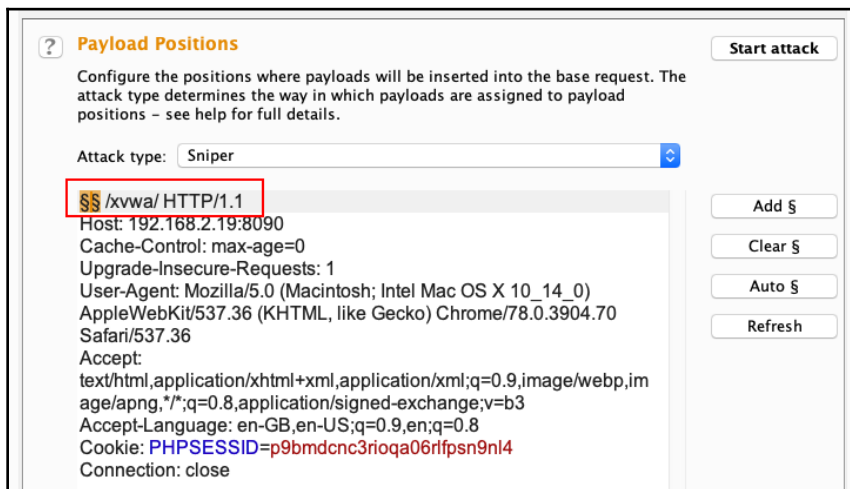 ? Payload Positions
Start attack
Configure the positions where payloads will be inserted into the base request. The
attack type determines the way in which payloads are assigned to payload
positions – see help for full details.
Attack type: Sniper
§§ /xvwa/ HTTP/1.1
Host: 192.168.2.19:8090
Cache-Control: max-age=0
Upgrade-Insecure-Requests: 1
User-Agent: Mozilla/5.0 (Macintosh; Intel Mac OS X 10_14_0)
AppleWebKit/537.36 (KHTML, like Gecko) Chrome/78.0.3904.70
Safari/537.36
Accept:
text/html,application/xhtml+xml,application/xml;q=0.9,image/webp,im
age/apng,*/*;q=0.8,application/signed-exchange;v=b3
Accept-Language: en-GB,en-US;q=0.9,en;q=0.8
Cookie: PHPSESSID=p9bmdcnc3rioqa06rlfpsn9nl4
Connection: close
Add §
Clear §
Auto §
Refresh